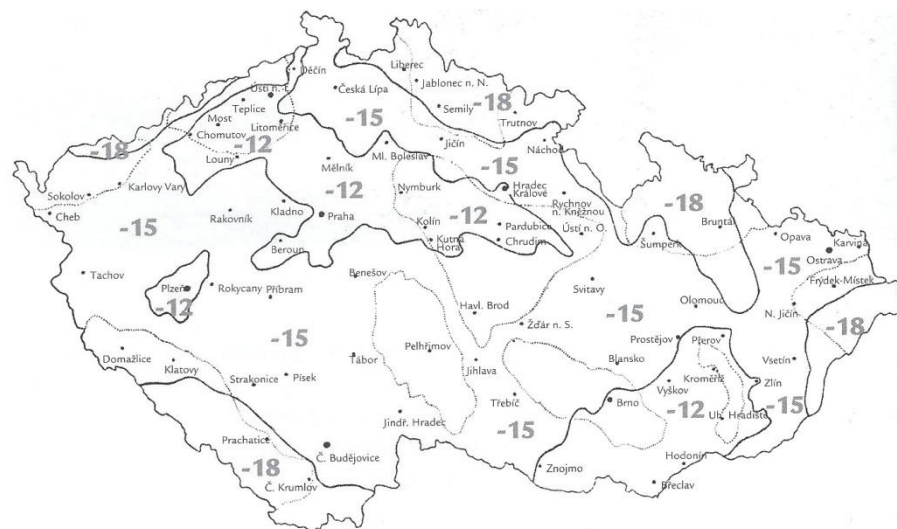 Děčín
Liberec
Ústí n. L.
Česká Lípa
Jablonec n. N.
Teplice
-18
Most
Litoměřice
-15
Semily
Trutnov
Chomutov
-12
Jičín
Náchod
-18
Louny
Mělník
Ml. Boleslav
-15
Sokolov
Karlovy Vary
-12
Nymburk
Hradec
Králové
Rychnov
n. Kněžnou
-18
Cheb
-15
Rakovník
Kladno
Praha
Kolín
-12
Pardubice
Bruntál
Beroun
Kutná
Hora
Chrudim
Ústí n. O.
Šumperk
Opava
Karviná
Ostrava
Tachov
Plzeň
Rokycany
Příbram
Benešov
-15
Frýdek-Místek
-12
Svitavy
Olomouc
N. Jičín
Havl. Brod
-15
Žďár n. S.
-18
-15
Prostějov
Přerov
Domažlice
Klatovy
Tábor
Pelhřimov
Jihlava
Blansko
Vsetín
Strakonice
Písek
Vyškov
Kroměříž
Zlín
Třebíč
Brno
-12
-15
Jindř. Hradec
Uh. Hradiště
Prachatice
-15
-18
Č. Budějovice
Znojmo
Hodonín
Č. Krumlov
Břeclav